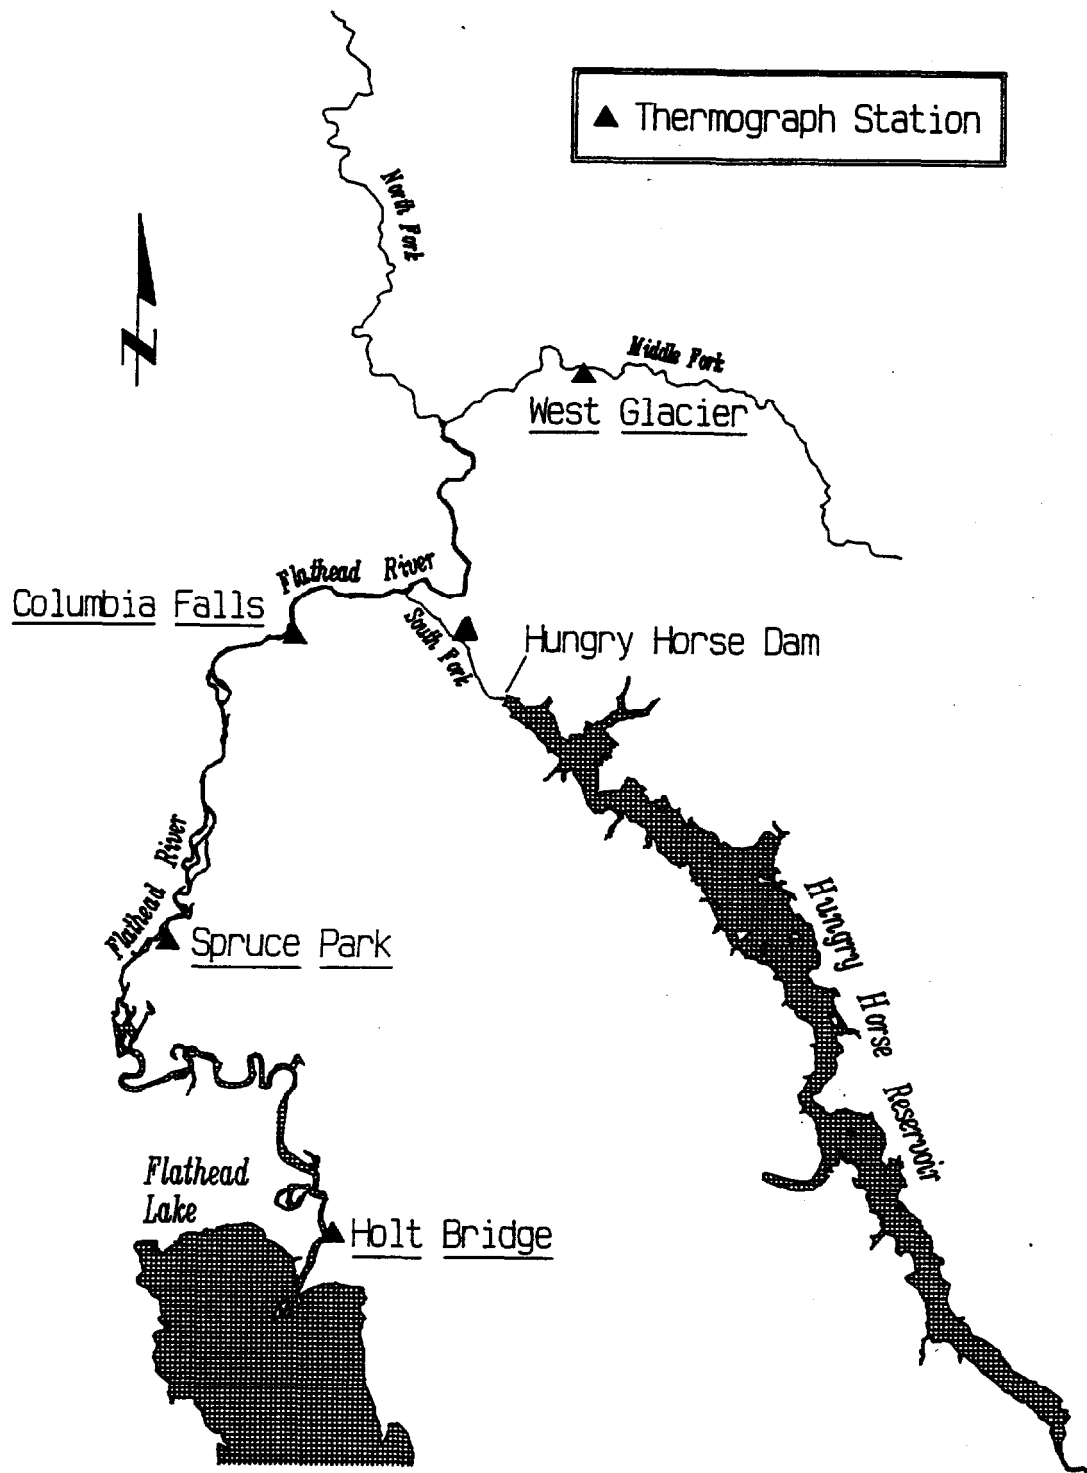 ▲ Thermograph Station
North Fork
N
Middle Fork
West Glacier
Flathead River
Columbia Falls
South Fork
Hungry Horse Dam
Flathead River
Spruce Park
Hungry Horse Reservoir
Flathead
Lake
Holt Bridge